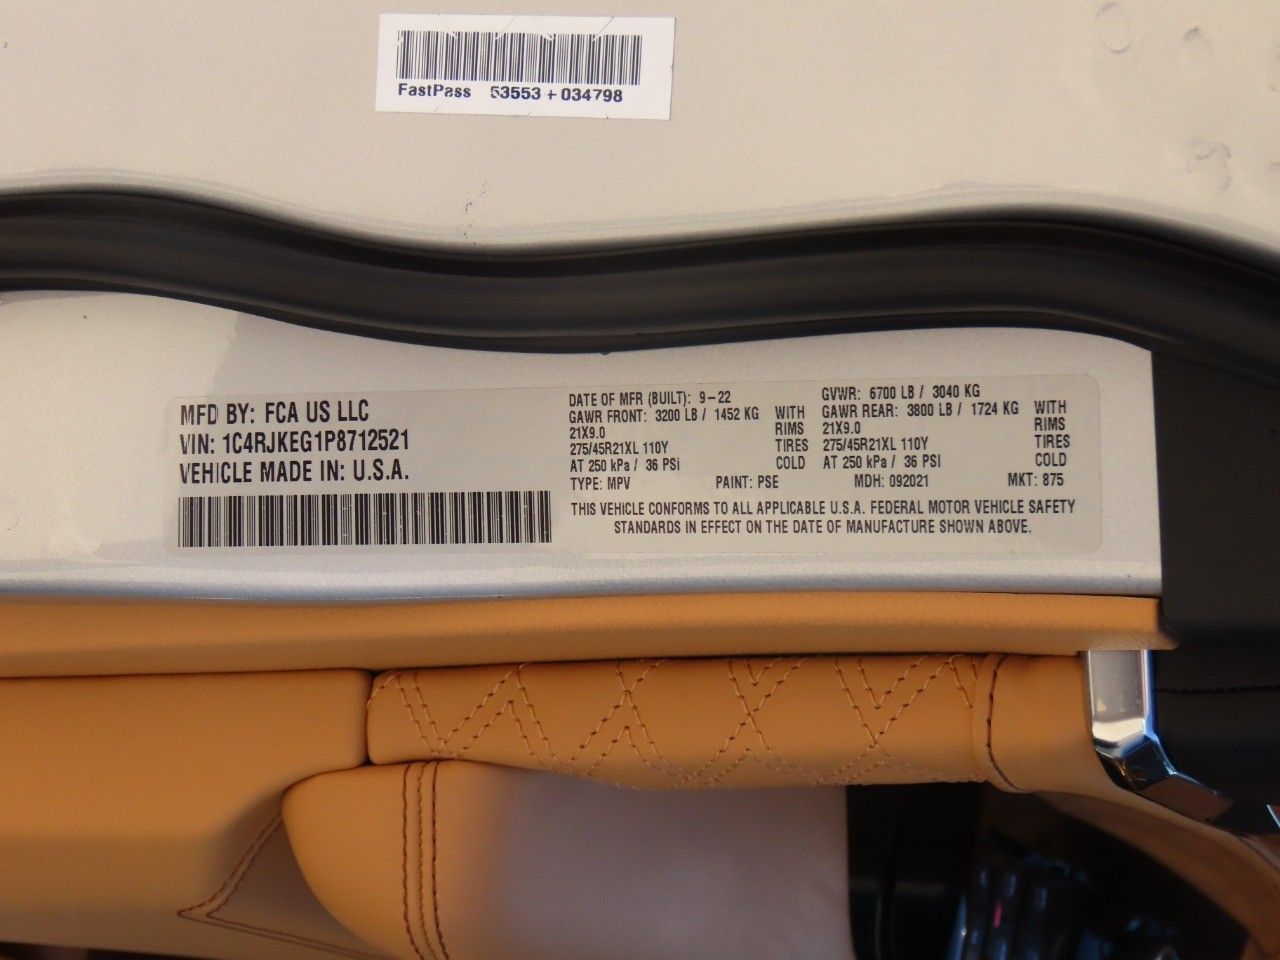 FastPass 53553 + 034798
MFD BY: FCA US LLC
VIN: 1C4RJKEG1P8712521
VEHICLE MADE IN: U.S.A.
DATE OF MFR (BUILT): 9-22 GVWR: 6700 LB / 3040 KG
GAWR FRONT: 3200 LB / 1452 KG WITH GAWR REAR: 3800 LB / 1724 KG WITH
21X9.0 RIMS 21X9.0 RIMS
275/45R21XL 110Y TIRES 275/45R21XL 110Y TIRES
AT 250 kPa / 36 PSi COLD AT 250 kPa / 36 PSI COLD
TYPE: MPV PAINT: PSE MDH: 092021 MKT: 875
THIS VEHICLE CONFORMS TO ALL APPLICABLE U.S.A. FEDERAL MOTOR VEHICLE SAFETY
STANDARDS IN EFFECT ON THE DATE OF MANUFACTURE SHOWN ABOVE.